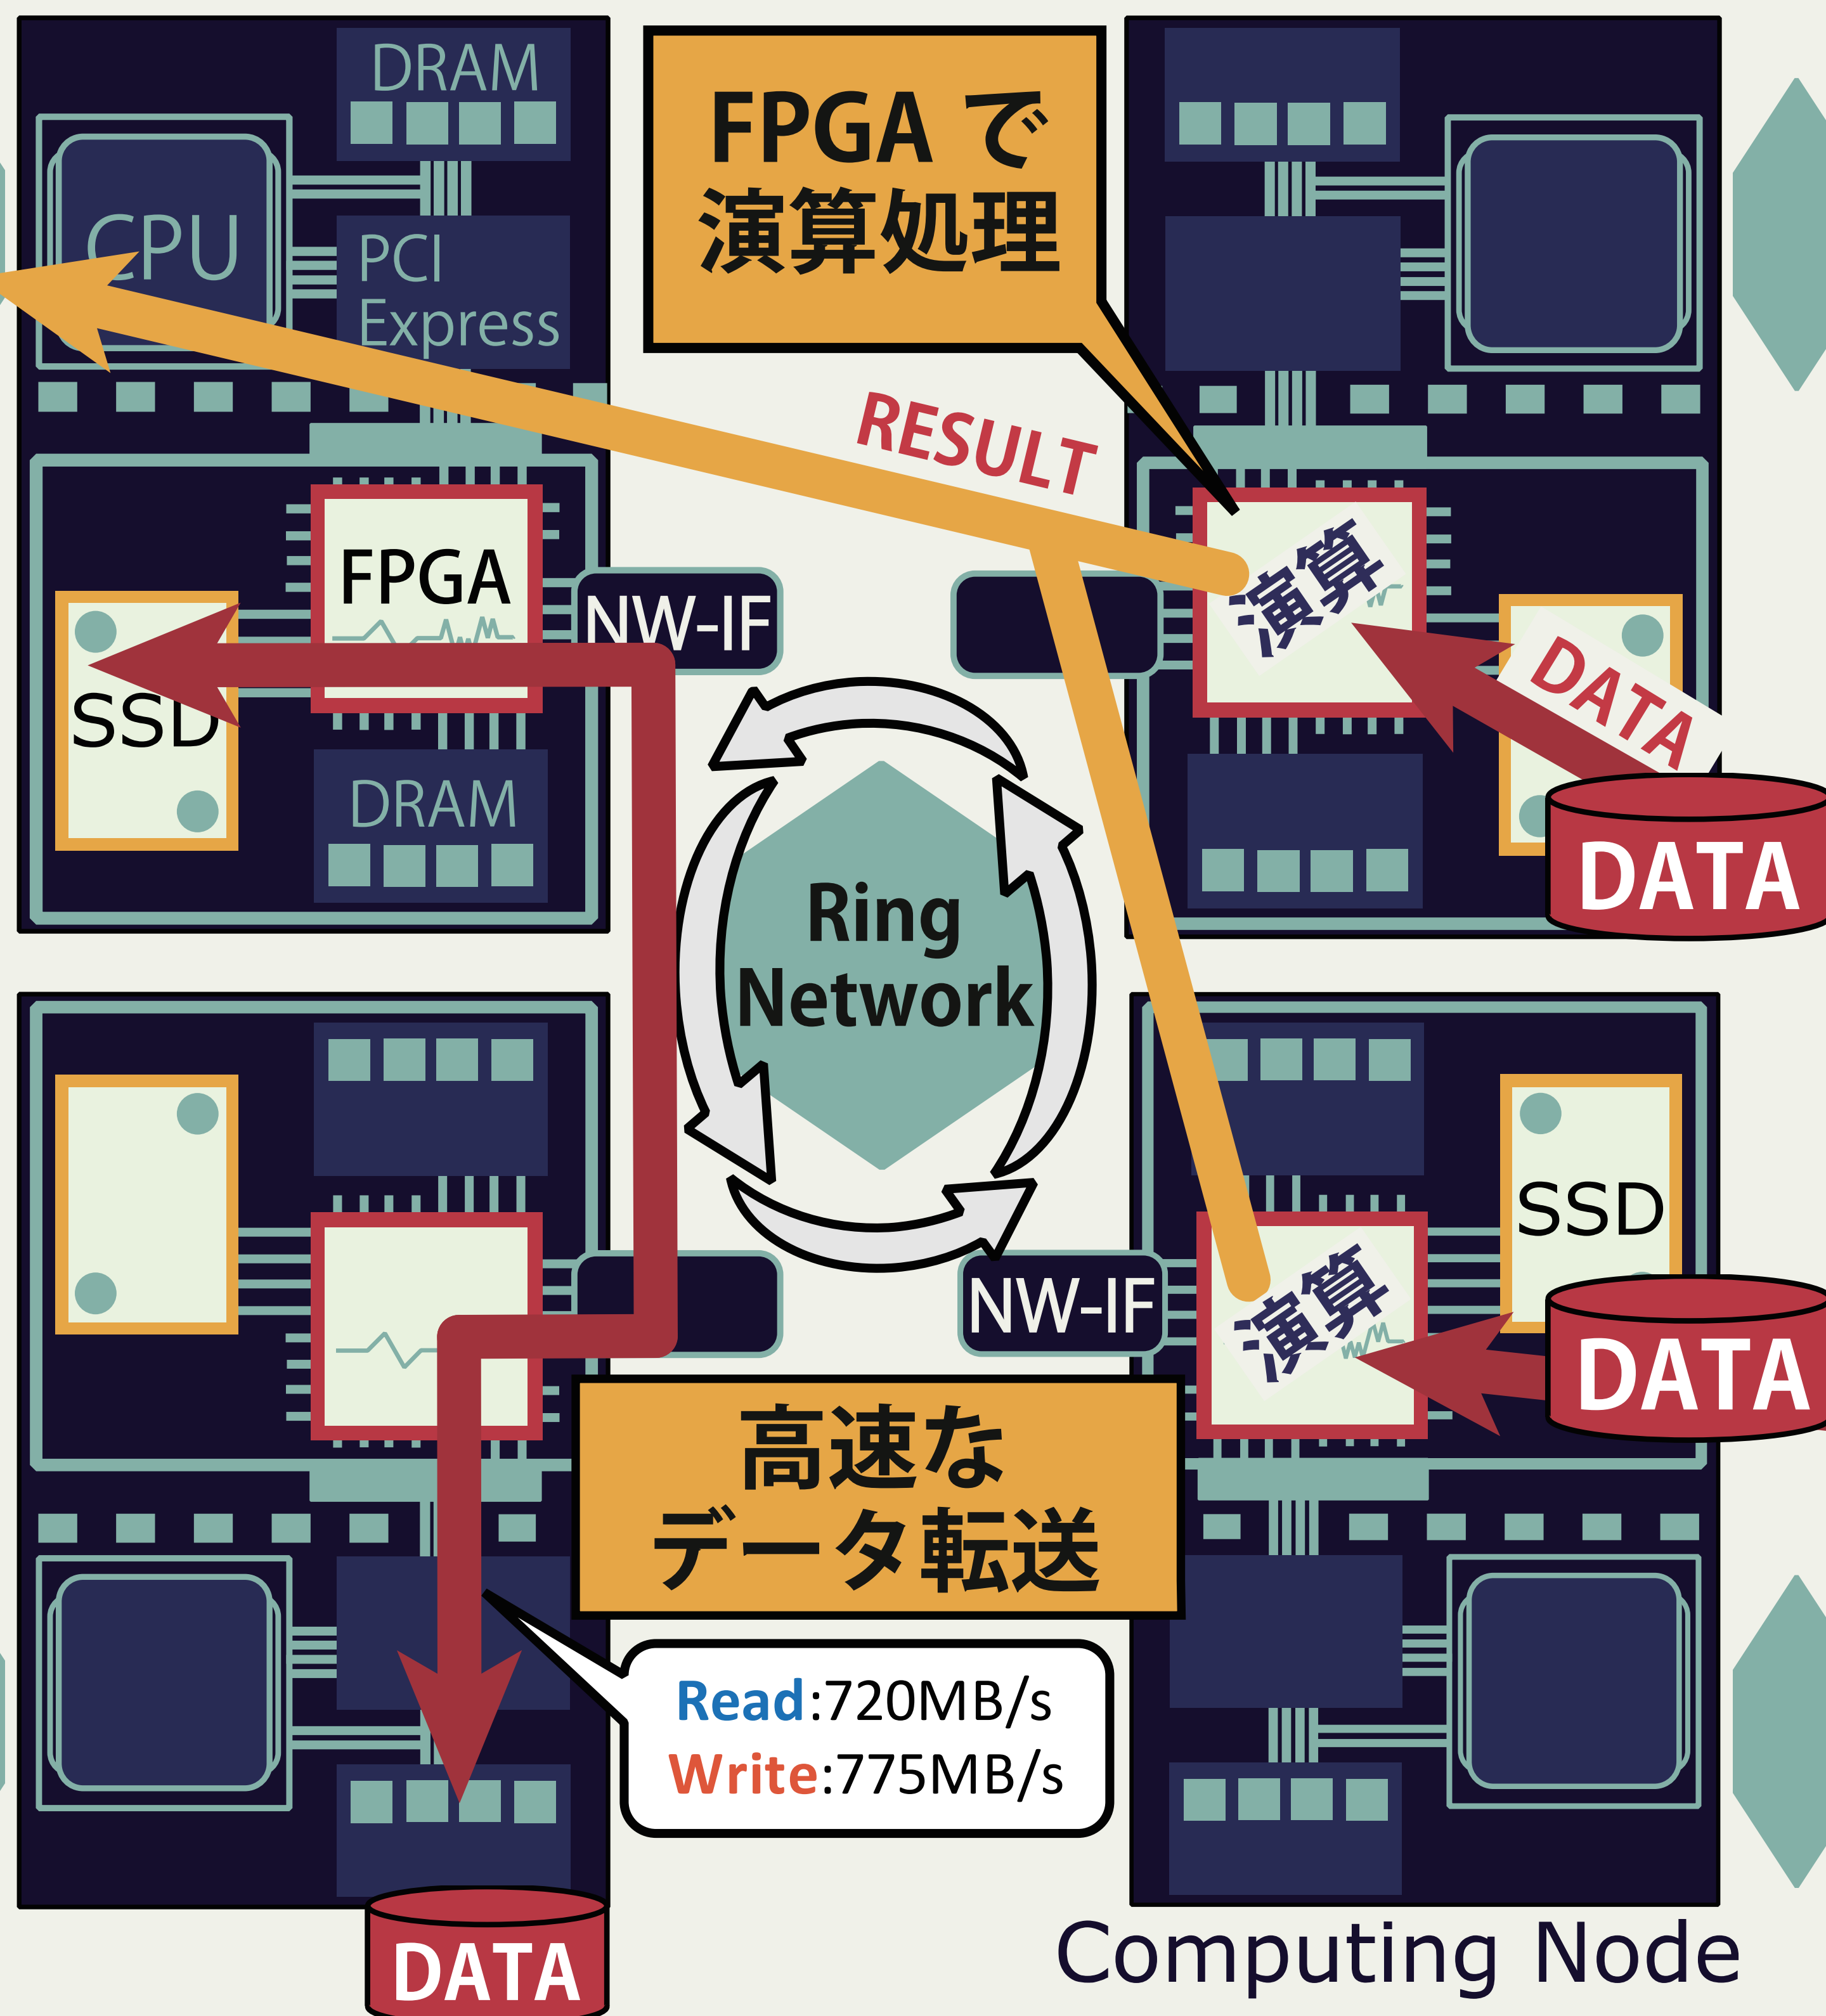 DRAM
CPU
PCI
Express
FPGA で
演算処理
RESULT
FPGA
NW-IF
SSD
DRAM
演算
DATA
DATA
Ring
Network
SSD
NW-IF
演算
DATA
高速な
データ転送
Read:720MB/s
Write:775MB/s
DATA
Computing Node